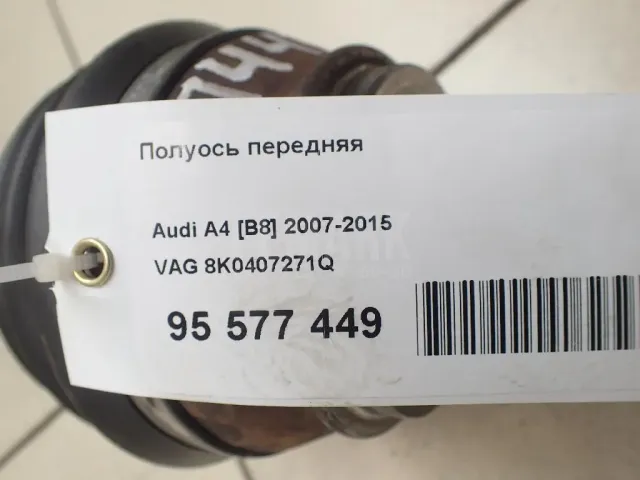 Полуось передняя
Audi A4 [B8] 2007-2015
VAG 8K0407271Q
95 577 449